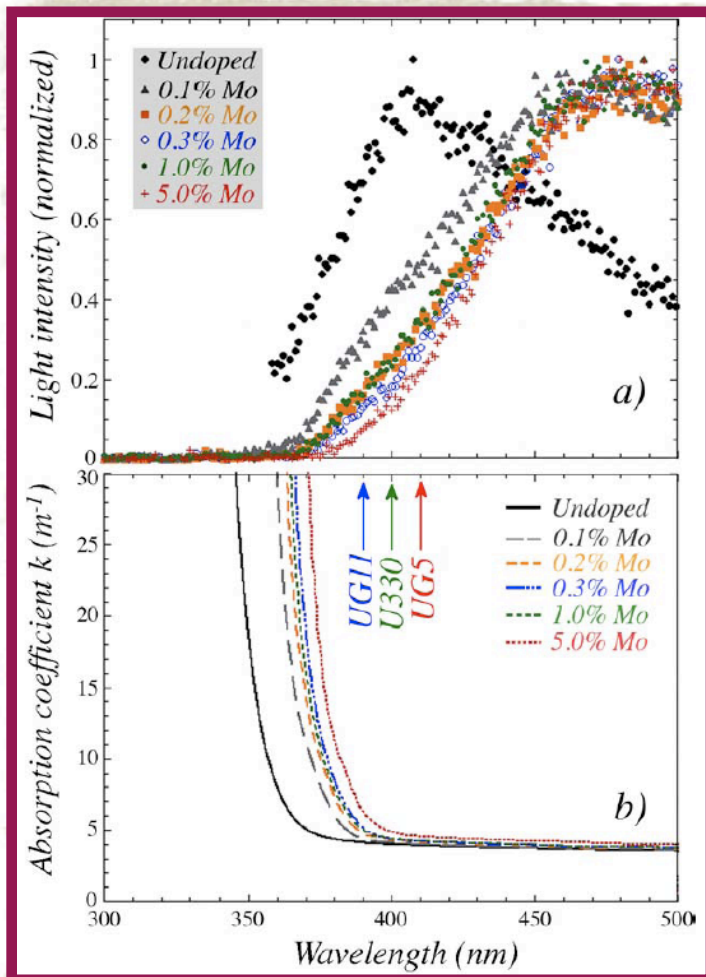 Light intensity (normalized)
1
0.8
0.6
0.4
0.2
0
Undoped
0.1% Mo
0.2% Mo
0.3% Mo
1.0% Mo
5.0% Mo
a)
Absorption coefficient k (m⁻¹)
30
25
20
15
10
5
0
UG11
U330
UG5
Undoped
0.1% Mo
0.2% Mo
0.3% Mo
1.0% Mo
5.0% Mo
b)
300
350
400
450
500
Wavelength (nm)